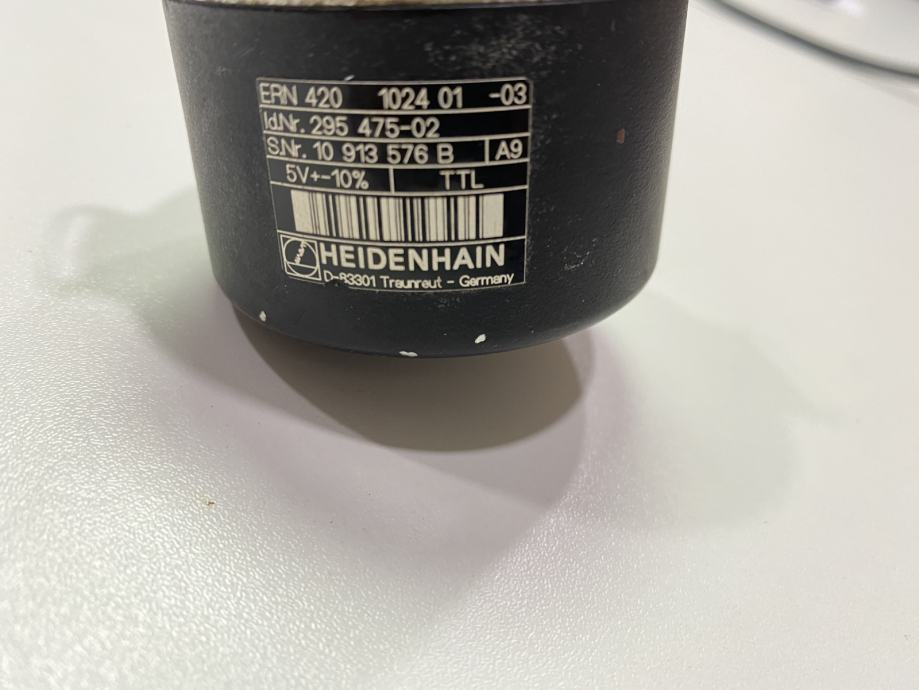 ERN 420 1024 01 -03
Id.Nr. 295 475-02
S.Nr. 10 913 576 B A9
5V+-10% TTL
HEIDENHAIN
D-83301 Traunreut - Germany